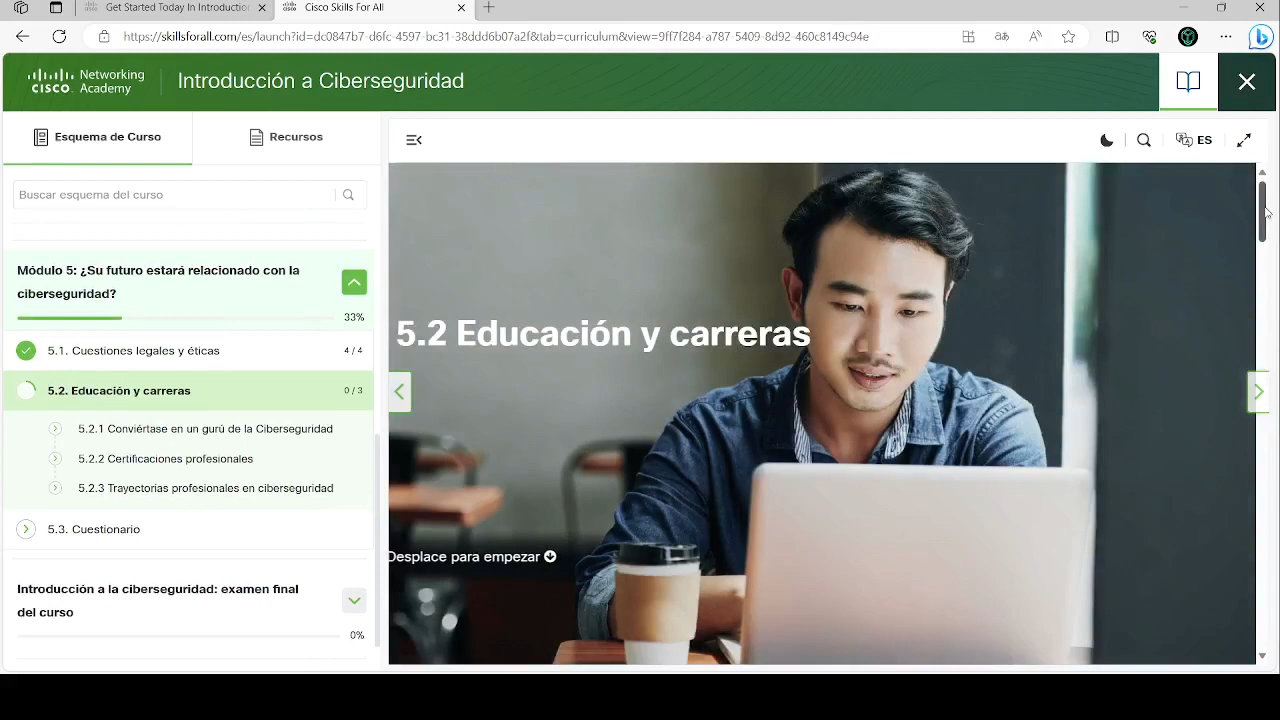 Get Started Today In Introduction
Cisco Skills For All
https://skillsforall.com/es/launch?id=dc0847b7-d6fc-4597-bc31-38ddd6b07a2f&tab=curriculum&view=9ff7f284-a787-5409-8d92-460c8149c94e
Networking
CISCO Academy
Introducción a Ciberseguridad
Esquema de Curso
Recursos
ES
Buscar esquema del curso
Módulo 5: ¿Su futuro estará relacionado con la
ciberseguridad?
33%
5.1. Cuestiones legales y éticas 4 / 4
5.2. Educación y carreras 0 / 3
5.2.1 Conviértase en un gurú de la Ciberseguridad
5.2.2 Certificaciones profesionales
5.2.3 Trayectorias profesionales en ciberseguridad
5.3. Cuestionario
Introducción a la ciberseguridad: examen final
del curso
0%
5.2 Educación y carreras
Desplace para empezar